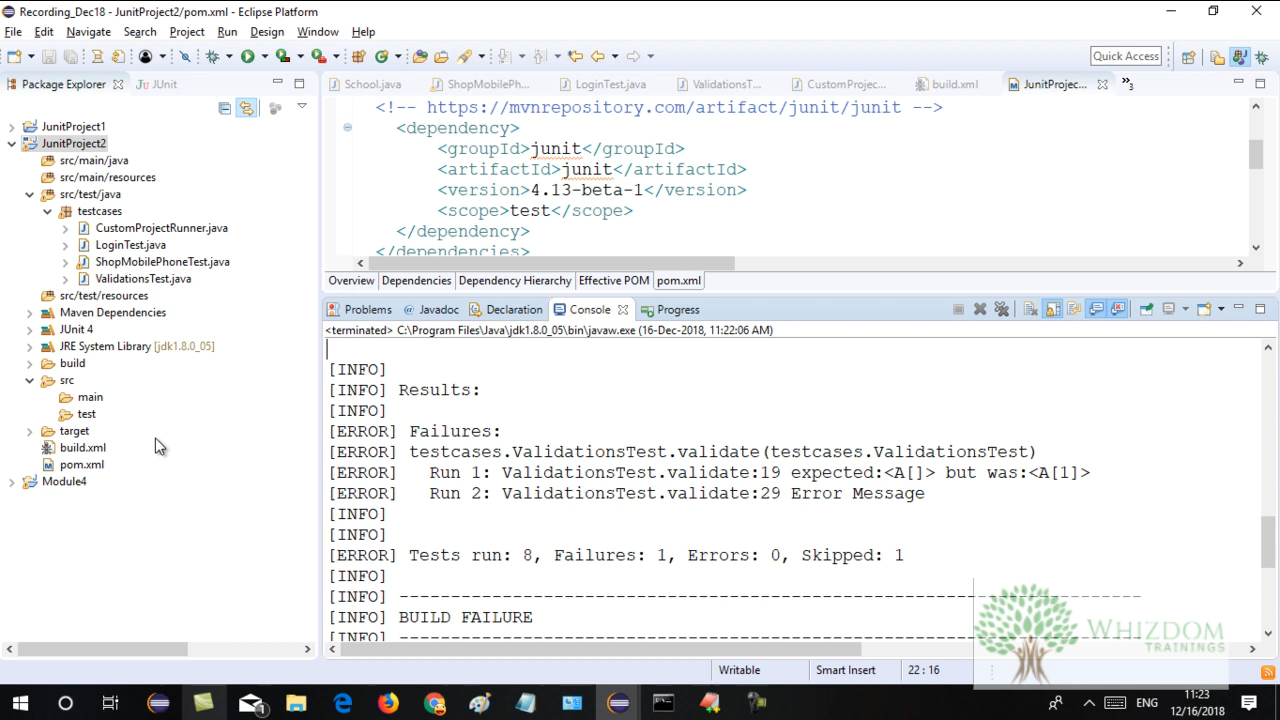 Recording_Dec18 - JunitProject2/pom.xml - Eclipse Platform
File Edit Navigate Search Project Run Design Window Help
Quick Access
Package Explorer JUnit
School.java ShopMobilePh... LoginTest.java ValidationsT... CustomProjec... build.xml JunitProjec... »3
JunitProject1
JunitProject2
src/main/java
src/main/resources
src/test/java
testcases
CustomProjectRunner.java
LoginTest.java
ShopMobilePhoneTest.java
ValidationsTest.java
src/test/resources
Maven Dependencies
JUnit 4
JRE System Library [jdk1.8.0_05]
build
src
main
test
target
build.xml
pom.xml
Module4
<!-- https://mvnrepository.com/artifact/junit/junit -->
<dependency>
<groupId>junit</groupId>
<artifactId>junit</artifactId>
<version>4.13-beta-1</version>
<scope>test</scope>
</dependency>
</dependencies>
Overview Dependencies Dependency Hierarchy Effective POM pom.xml
Problems Javadoc Declaration Console Progress
<terminated> C:\Program Files\Java\jdk1.8.0_05\bin\javaw.exe (16-Dec-2018, 11:22:06 AM)
[INFO]
[INFO] Results:
[INFO]
[ERROR] Failures:
[ERROR] testcases.ValidationsTest.validate(testcases.ValidationsTest)
[ERROR] Run 1: ValidationsTest.validate:19 expected:<A[]> but was:<A[1]>
[ERROR] Run 2: ValidationsTest.validate:29 Error Message
[INFO]
[INFO]
[ERROR] Tests run: 8, Failures: 1, Errors: 0, Skipped: 1
[INFO]
[INFO] ------------------------------------------------------------------------
[INFO] BUILD FAILURE
[INFO] ------------------------------------------------------------------------
WHIZDOM
TRAININGS
Writable Smart Insert 22 : 16
ENG
11:23
12/16/2018